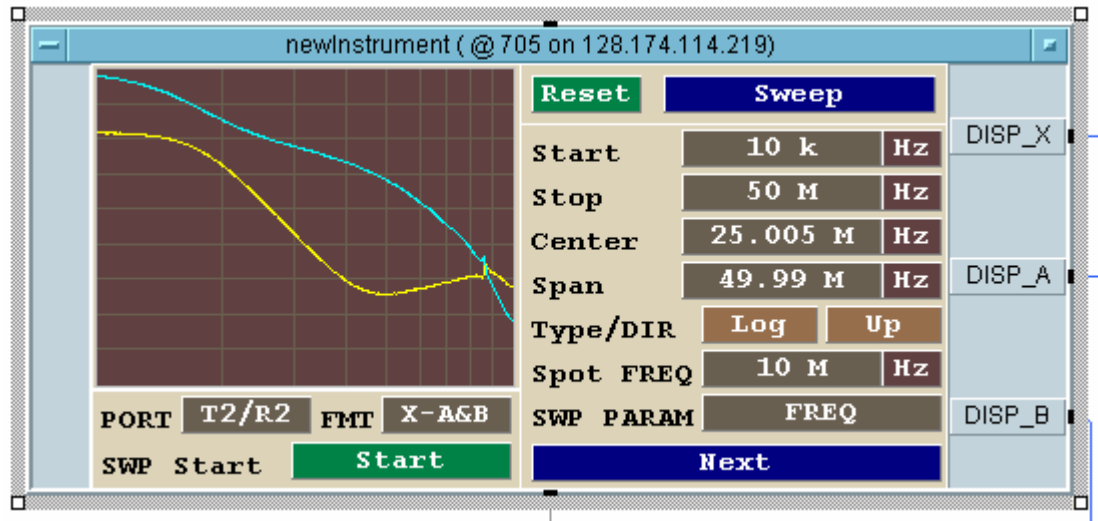 newInstrument ( @ 705 on 128.174.114.219)
Reset Sweep
Start 10 k Hz
Stop 50 M Hz
Center 25.005 M Hz
Span 49.99 M Hz
Type/DIR Log Up
Spot FREQ 10 M Hz
SWP PARAM FREQ
Next
PORT T2/R2 FMT X-A&B
SWP Start Start
DISP_X
DISP_A
DISP_B